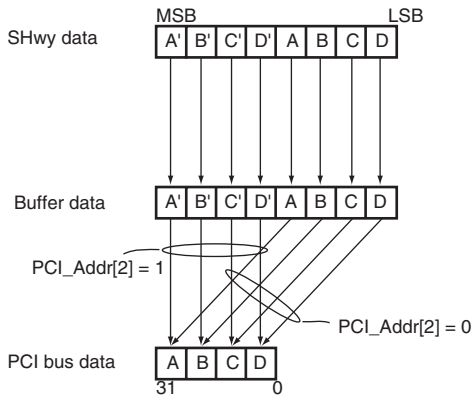 MSB LSB
SHwy data A' B' C' D' A B C D
Buffer data A' B' C' D' A B C D
PCI_Addr[2] = 1
PCI_Addr[2] = 0
PCI bus data A B C D
31 0